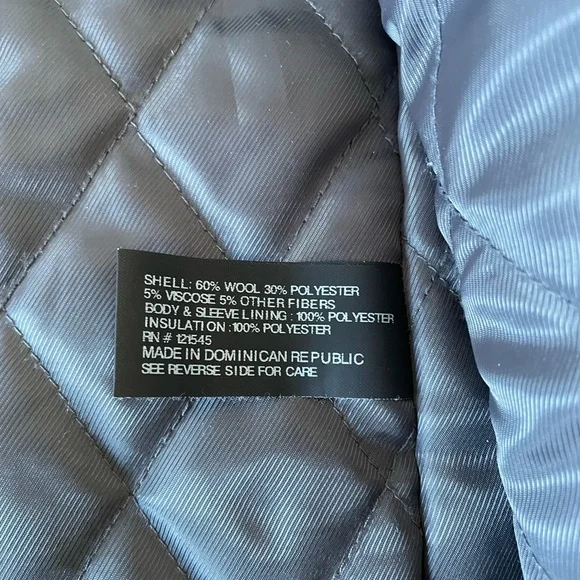 SHELL: 60% WOOL 30% POLYESTER
5% VISCOSE 5% OTHER FIBERS
BODY & SLEEVE LINING : 100% POLYESTER
INSULATION :100% POLYESTER
RN # 121545
MADE IN DOMINICAN REPUBLIC
SEE REVERSE SIDE FOR CARE